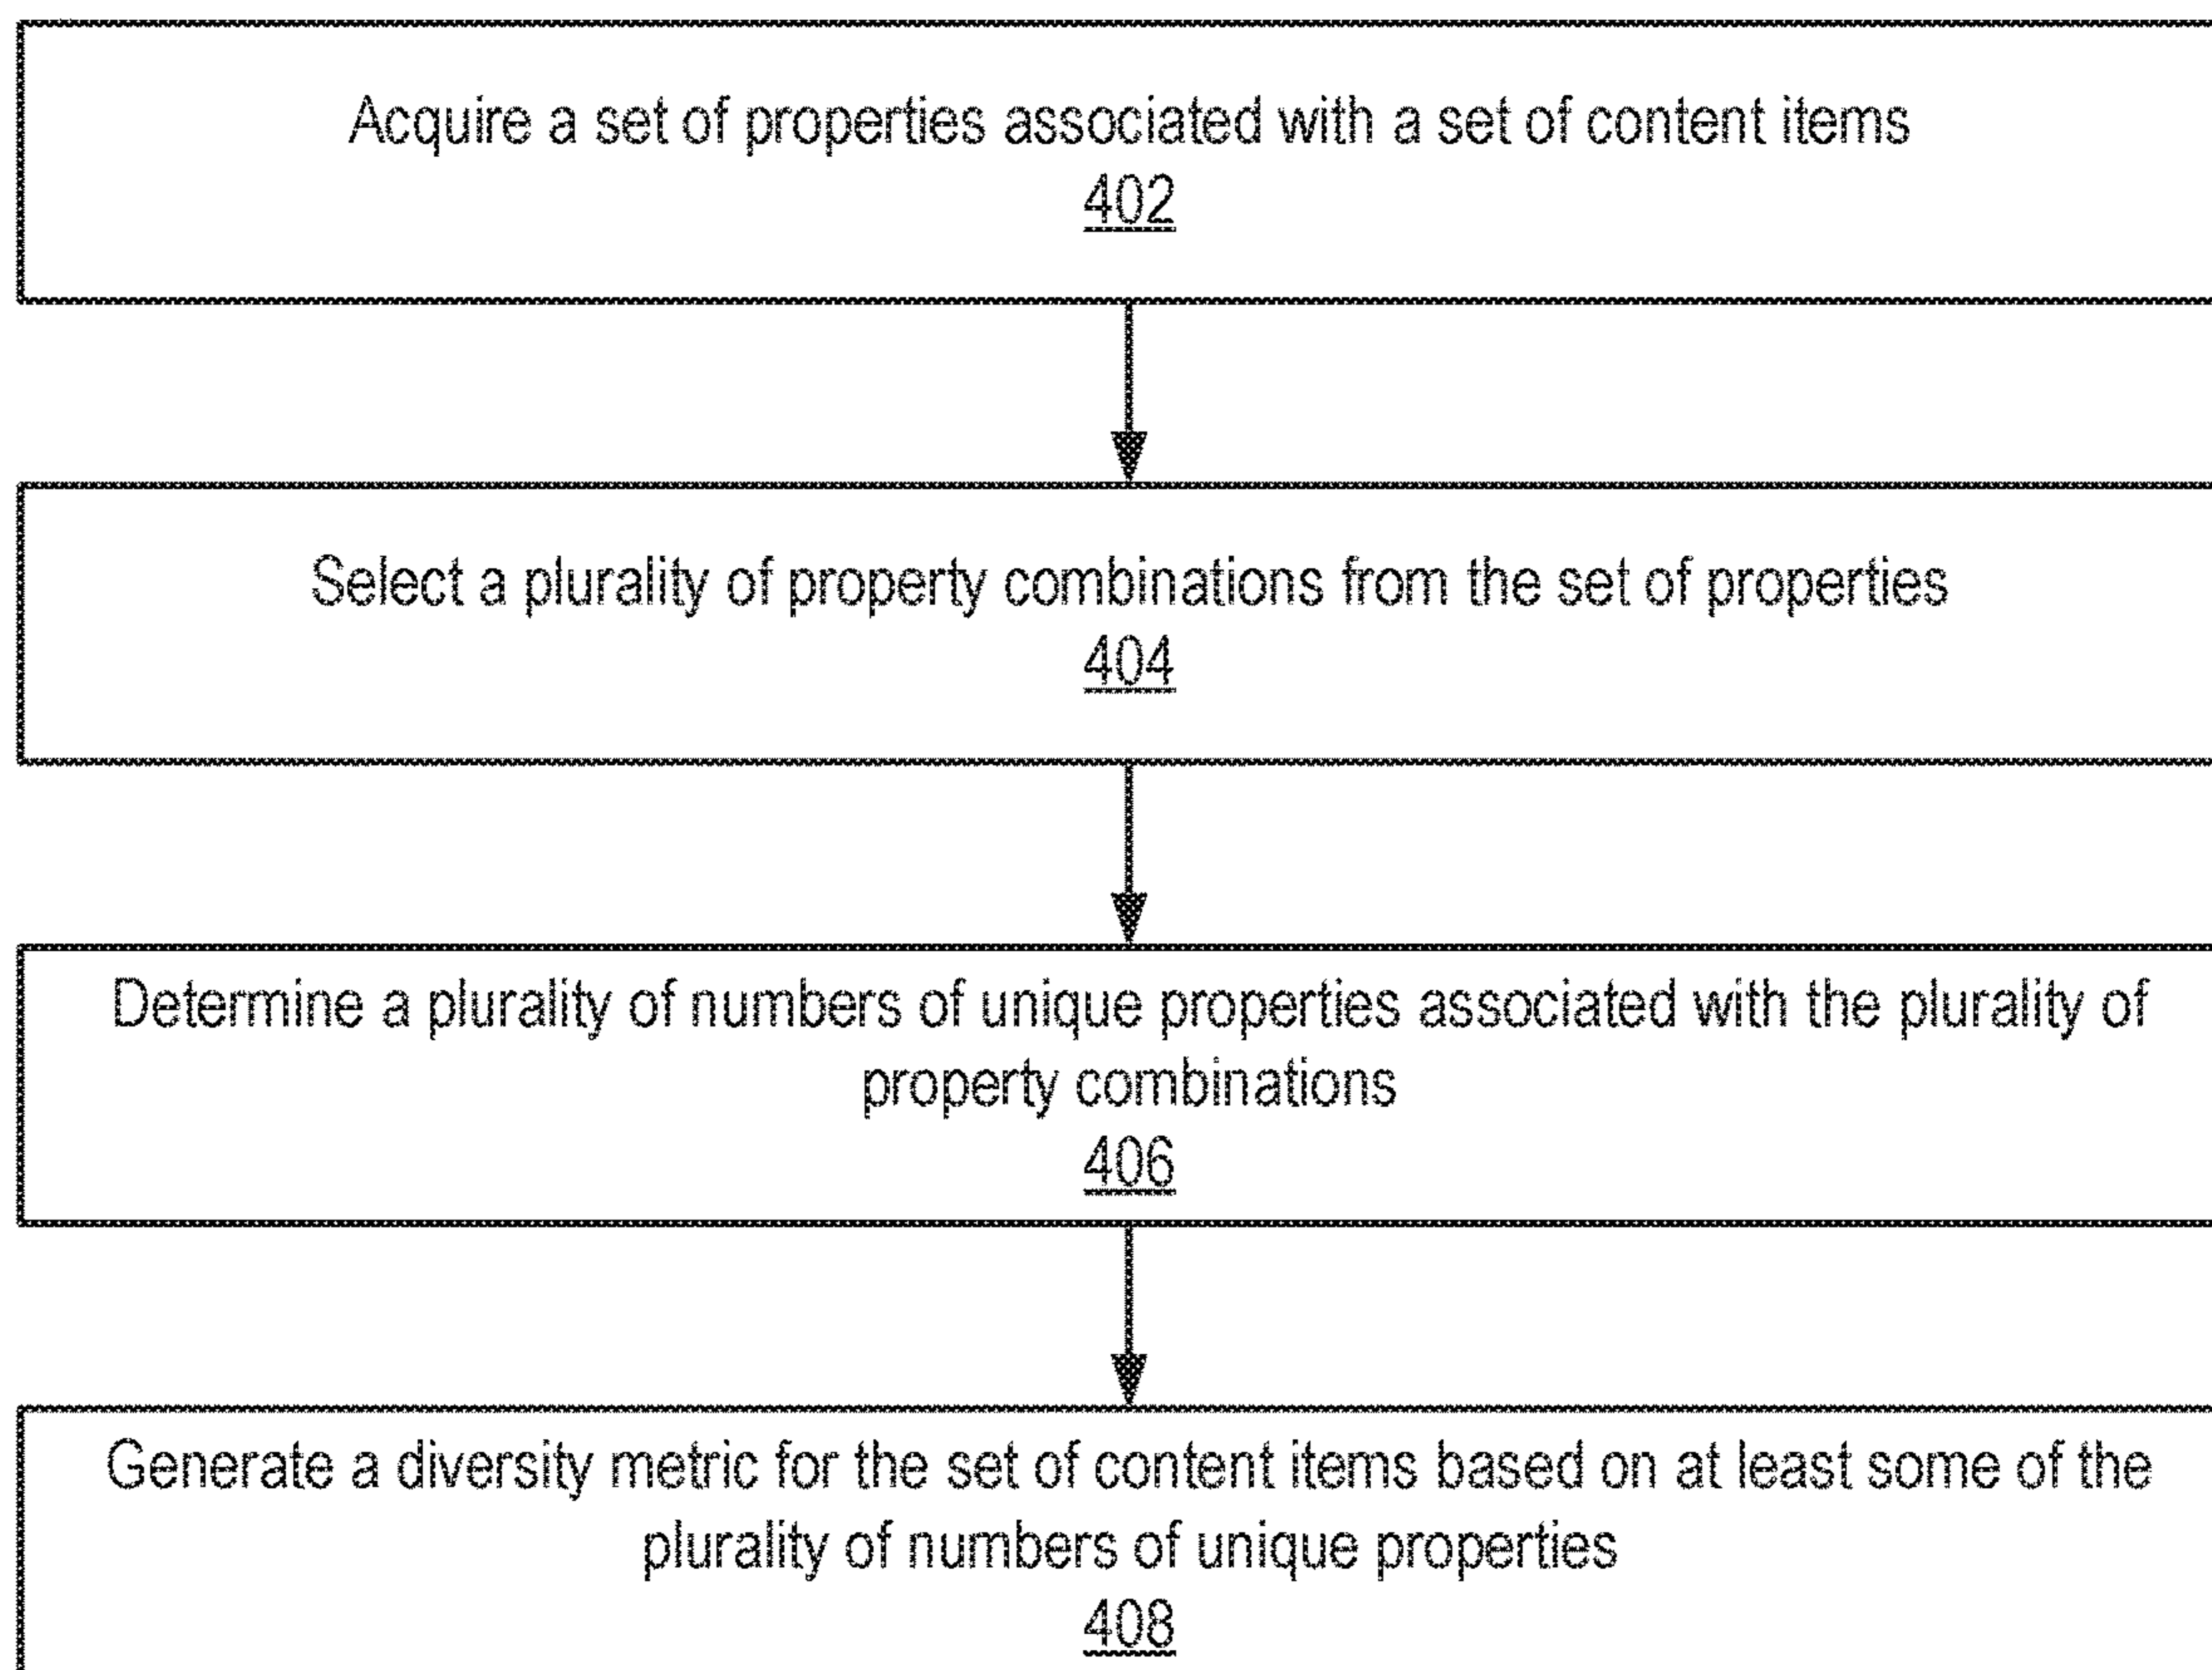 Acquire a set of properties associated with a set of content items
402
Select a plurality of property combinations from the set of properties
404
Determine a plurality of numbers of unique properties associated with the plurality of
property combinations
406
Generate a diversity metric for the set of content items based on at least some of the
plurality of numbers of unique properties
408